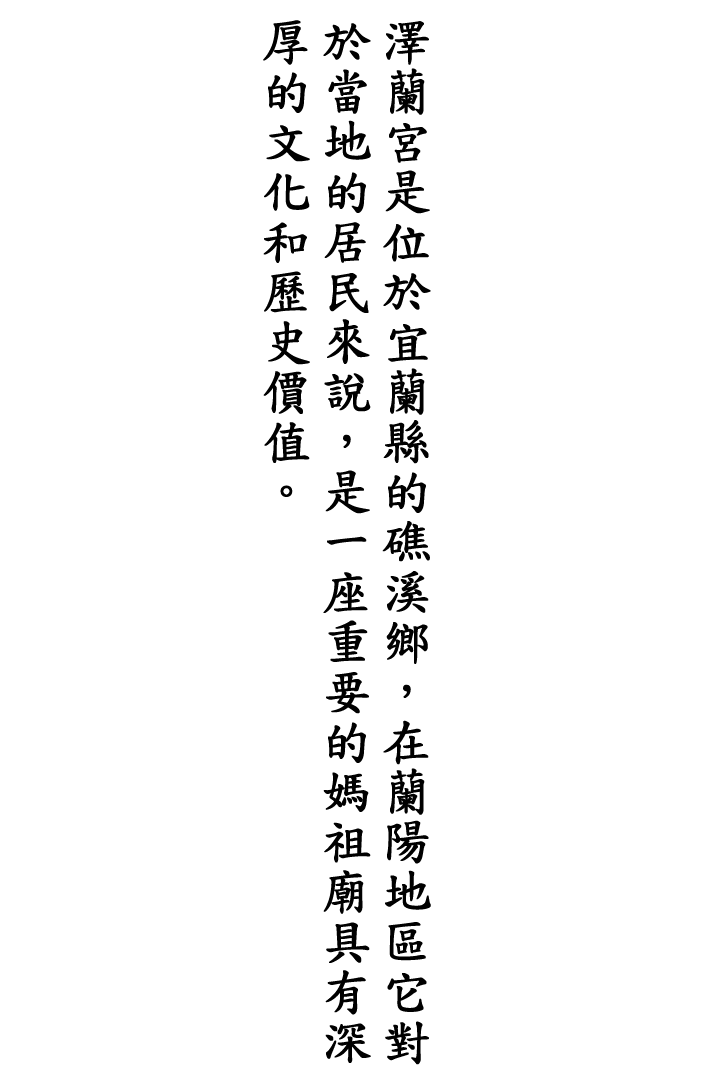 澤蘭宮是位於宜蘭縣的礁溪鄉，在蘭陽地區它對
於當地的居民來說，是一座重要的媽祖廟具有深
厚的文化和歷史價值。